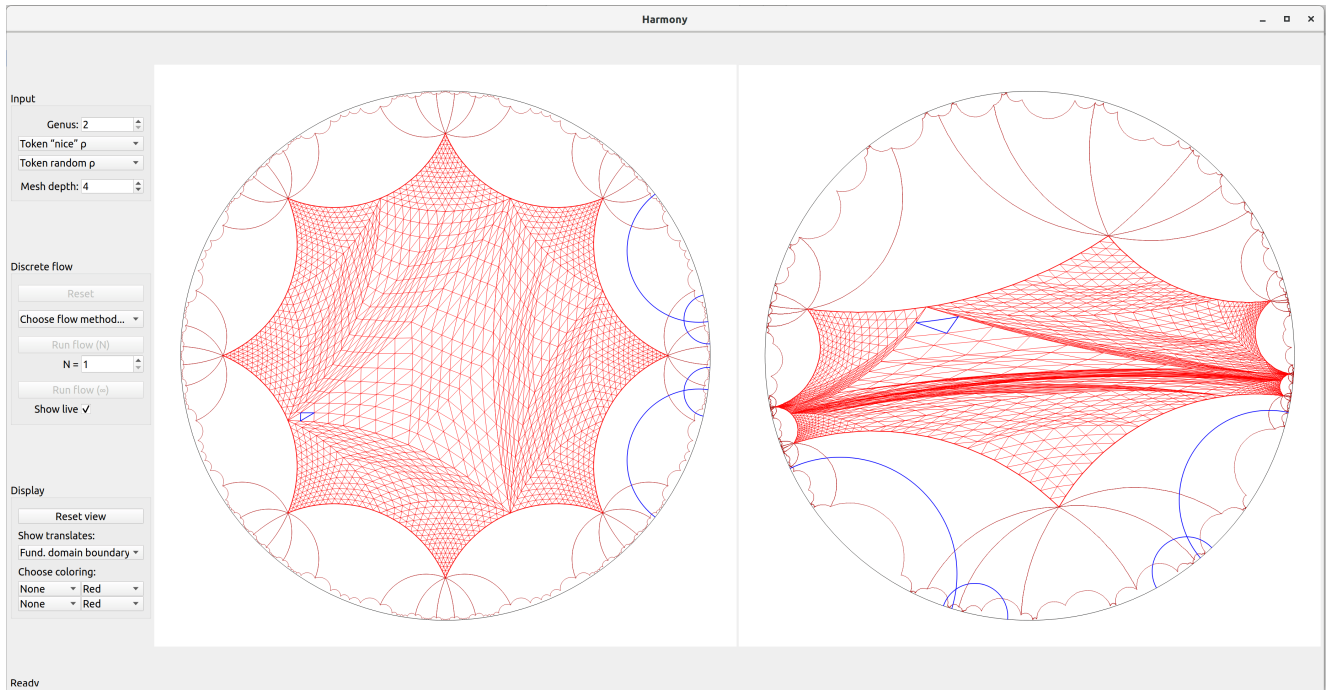 Harmony
Input
Genus: 2
Token "nice" ρ
Token random ρ
Mesh depth: 4
Discrete flow
Reset
Choose flow method...
Run flow (N)
N = 1
Run flow (∞)
Show live ✓
Display
Reset view
Show translates:
Fund. domain boundary
Choose coloring:
None Red
None Red
Ready